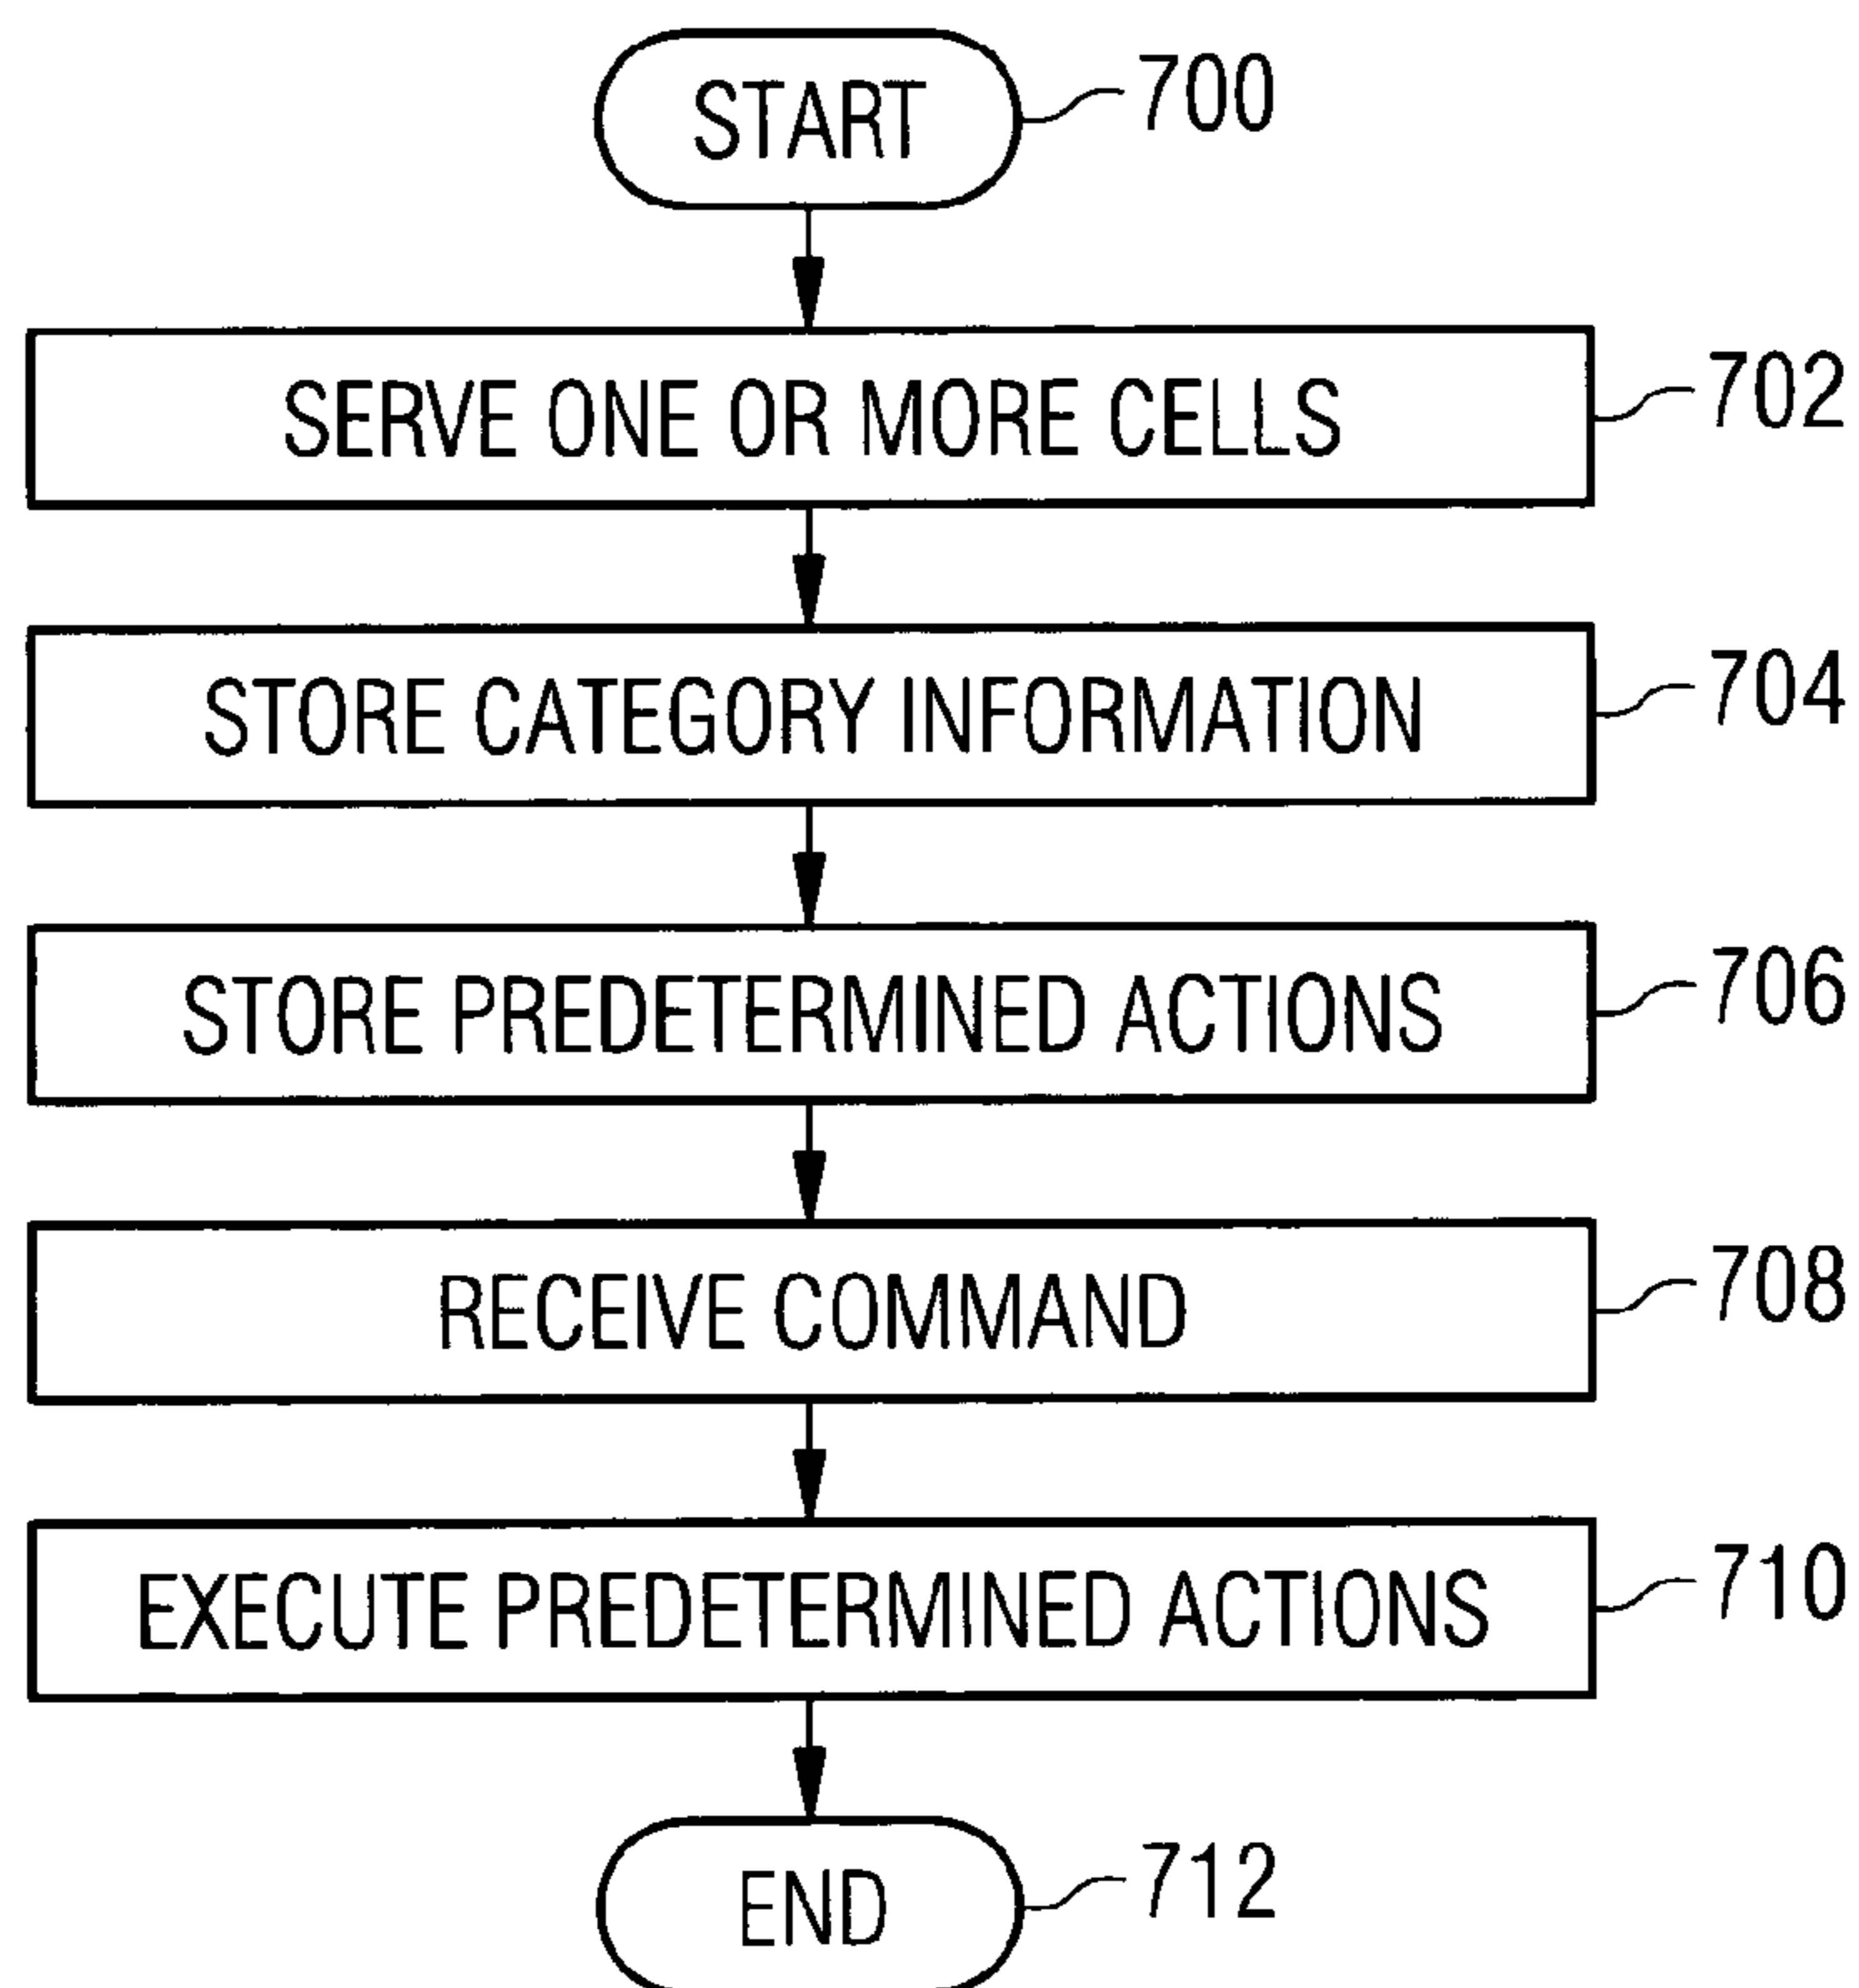 START
700
SERVE ONE OR MORE CELLS
702
STORE CATEGORY INFORMATION
704
STORE PREDETERMINED ACTIONS
706
RECEIVE COMMAND
708
EXECUTE PREDETERMINED ACTIONS
710
END
712